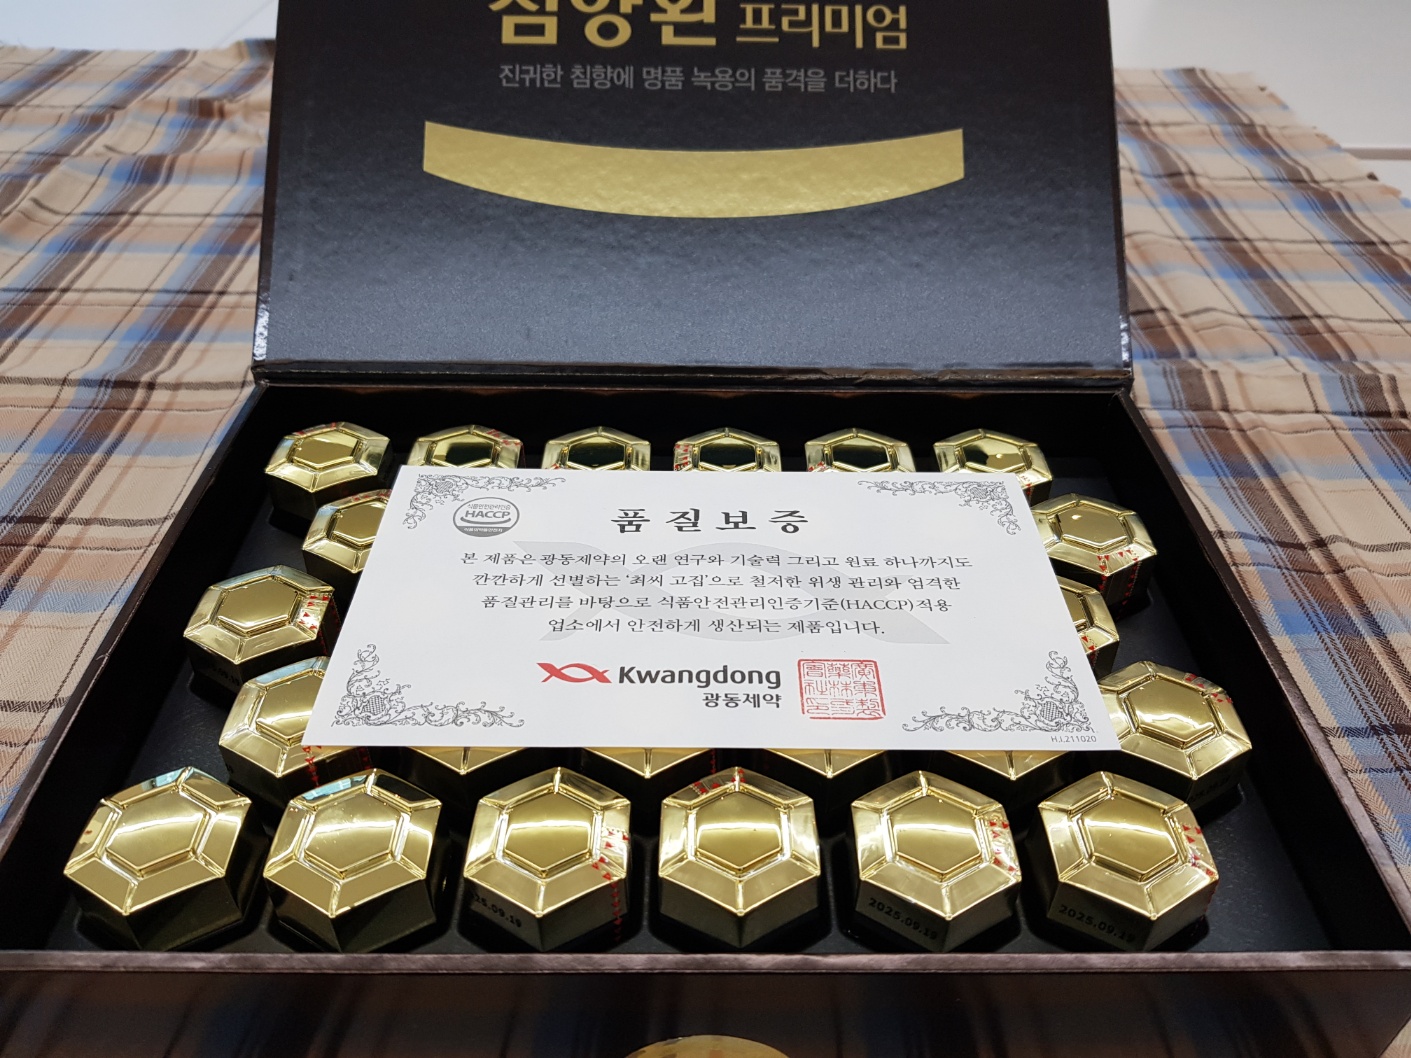 침향환 프리미엄
진귀한 침향에 명품 녹용의 품격을 더하다
HACCP
품질보증
본 제품은 광동제약의 오랜 연구와 기술력 그리고 원료 하나까지도
깐깐하게 선별하는 '최씨 고집'으로 철저한 위생 관리와 엄격한
품질관리를 바탕으로 식품안전관리인증기준(HACCP)적용
업소에서 안전하게 생산되는 제품입니다.
Kwangdong
광동제약
HJ.211020
25.09.19
2025.09.19
2025.09.19